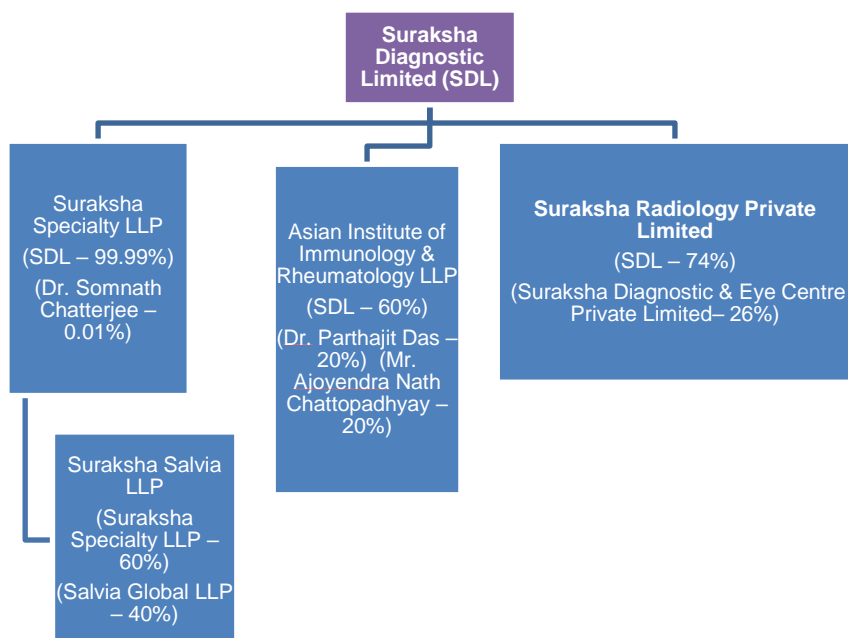 Suraksha
Diagnostic
Limited (SDL)
Suraksha
Specialty LLP
(SDL – 99.99%)
(Dr. Somnath
Chatterjee –
0.01%)
Asian Institute of
Immunology &
Rheumatology LLP
(SDL – 60%)
(Dr. Parthajit Das –
20%) (Mr.
Ajoyendra Nath
Chattopadhyay –
20%)
Suraksha Radiology Private
Limited
(SDL – 74%)
(Suraksha Diagnostic & Eye Centre
Private Limited– 26%)
Suraksha Salvia
LLP
(Suraksha
Specialty LLP –
60%)
(Salvia Global LLP
– 40%)